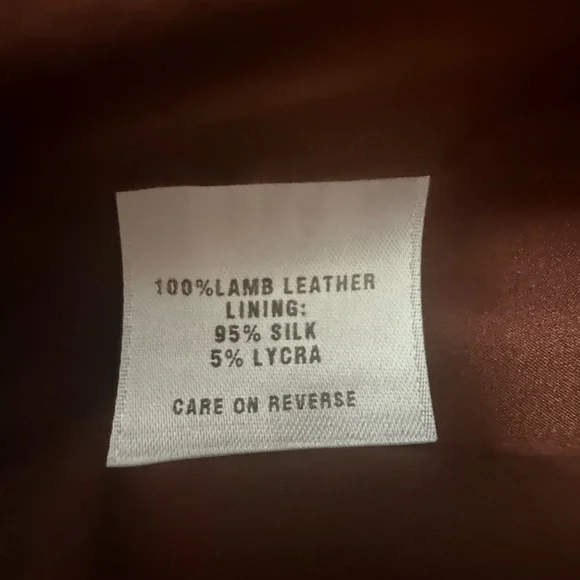 100%LAMB LEATHER
LINING:
95% SILK
5% LYCRA
CARE ON REVERSE